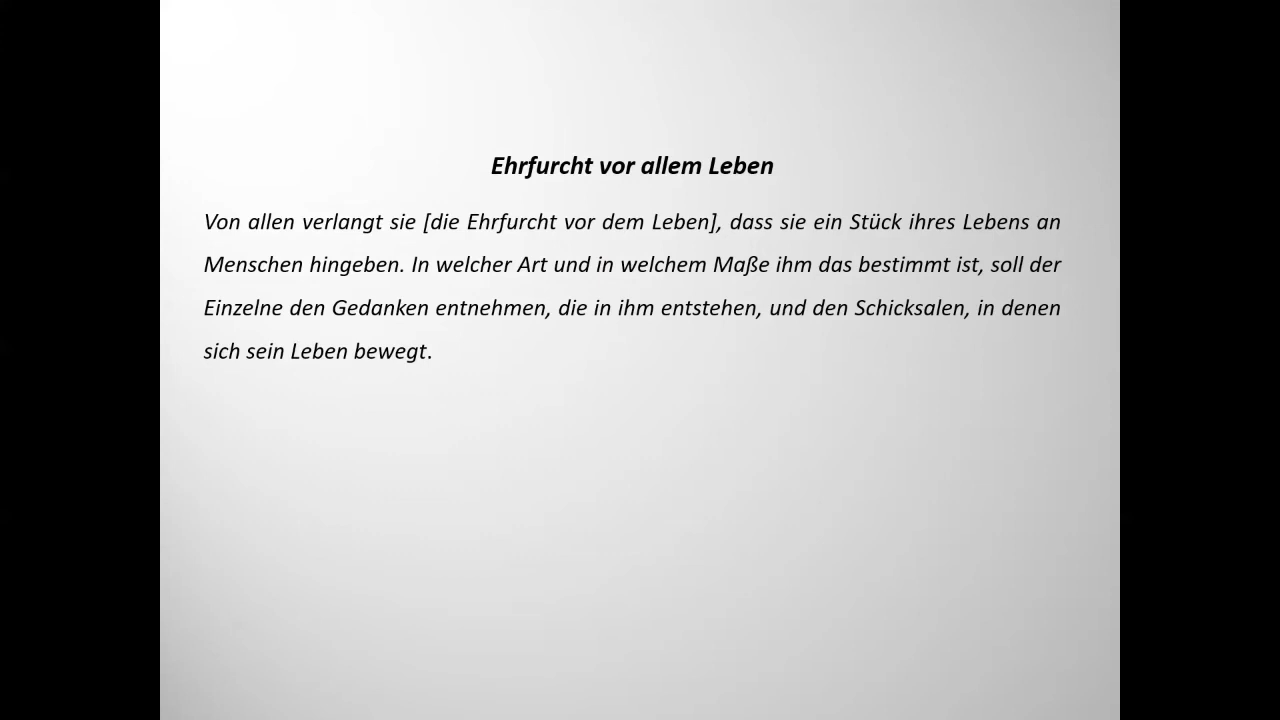 Ehrfurcht vor allem Leben
Von allen verlangt sie [die Ehrfurcht vor dem Leben], dass sie ein Stück ihres Lebens an
Menschen hingeben. In welcher Art und in welchem Maße ihm das bestimmt ist, soll der
Einzelne den Gedanken entnehmen, die in ihm entstehen, und den Schicksalen, in denen
sich sein Leben bewegt.